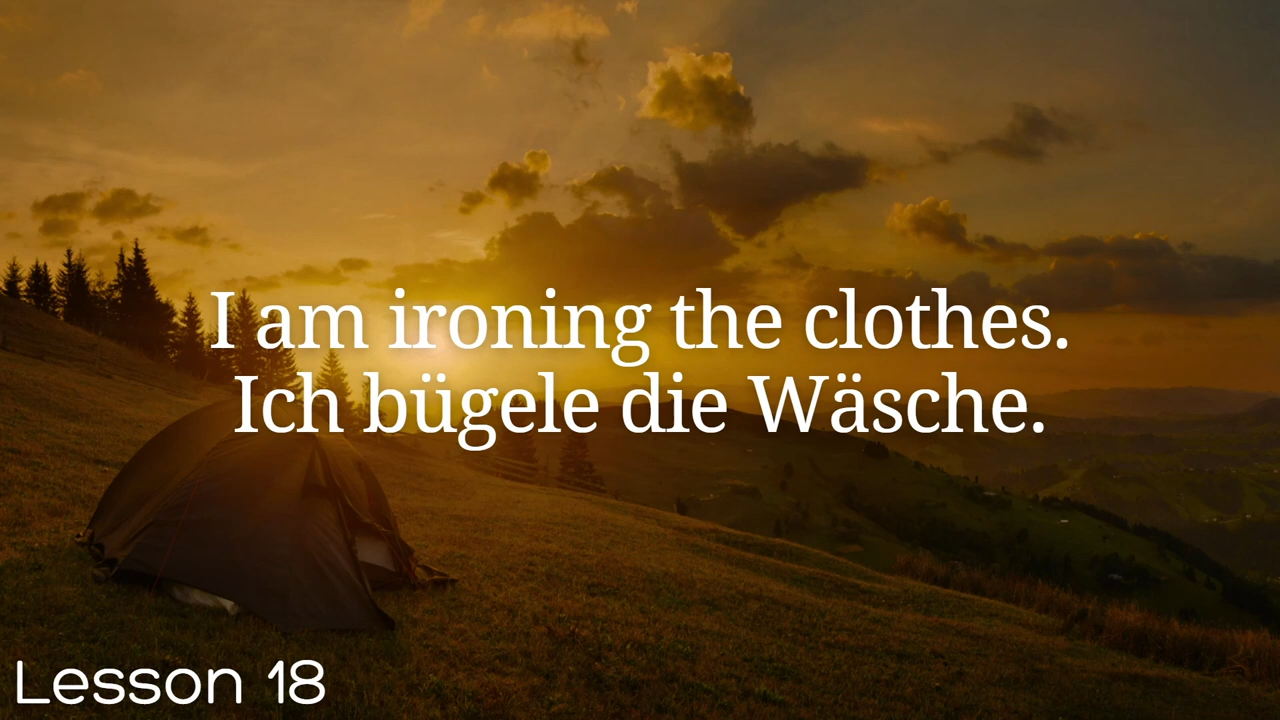 I am ironing the clothes.
Ich bügele die Wäsche.
Lesson 18